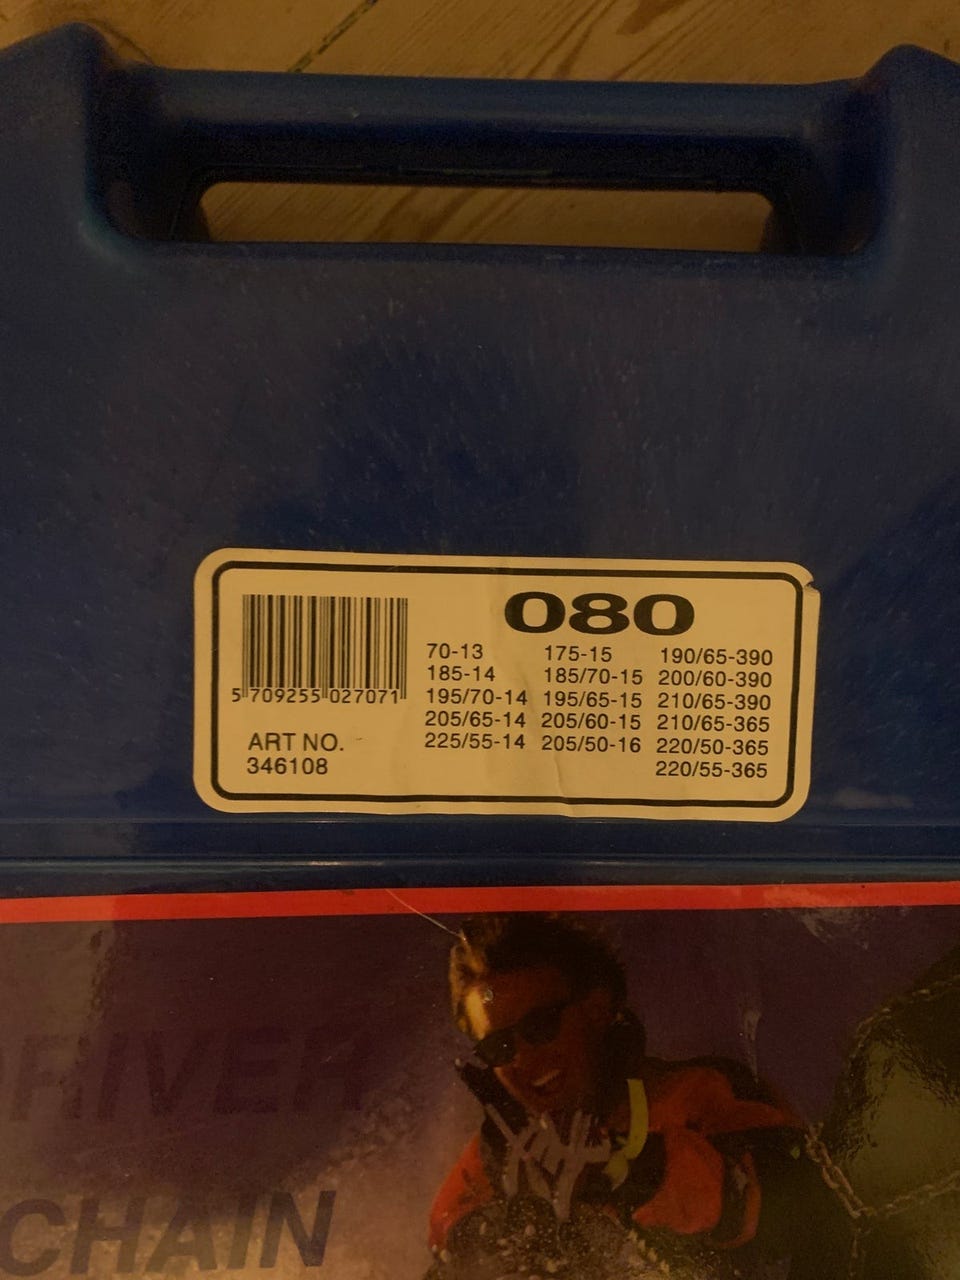 080
70-13 175-15 190/65-390
185-14 185/70-15 200/60-390
195/70-14 195/65-15 210/65-390
205/65-14 205/60-15 210/65-365
225/55-14 205/50-16 220/50-365
220/55-365
5 709255 027071
ART NO.
346108
DRIVER
CHAIN